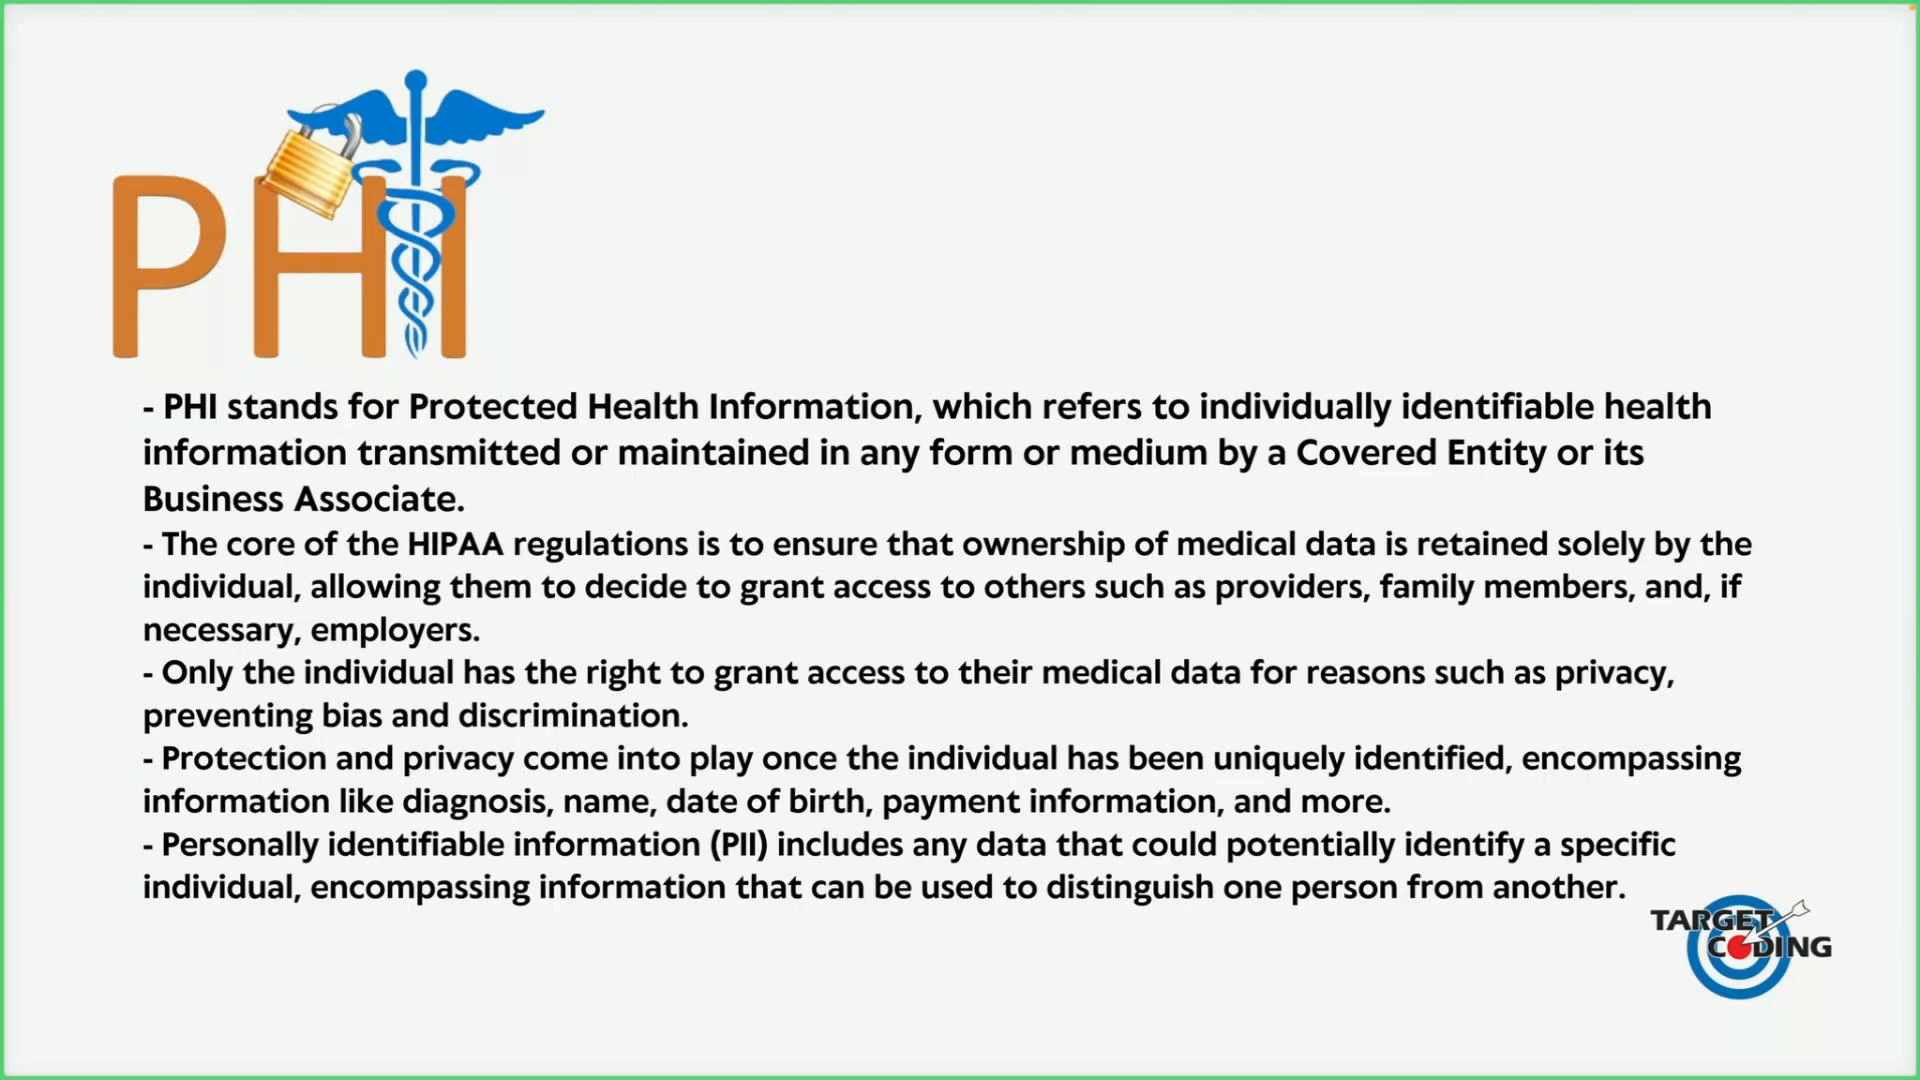 PHI
- PHI stands for Protected Health Information, which refers to individually identifiable health
information transmitted or maintained in any form or medium by a Covered Entity or its
Business Associate.
- The core of the HIPAA regulations is to ensure that ownership of medical data is retained solely by the
individual, allowing them to decide to grant access to others such as providers, family members, and, if
necessary, employers.
- Only the individual has the right to grant access to their medical data for reasons such as privacy,
preventing bias and discrimination.
- Protection and privacy come into play once the individual has been uniquely identified, encompassing
information like diagnosis, name, date of birth, payment information, and more.
- Personally identifiable information (PII) includes any data that could potentially identify a specific
individual, encompassing information that can be used to distinguish one person from another.
TARGET
CODING